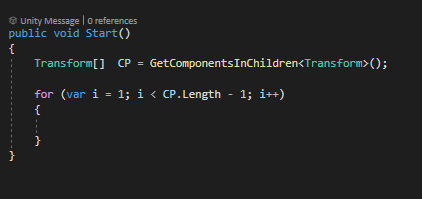 Unity Message | 0 references
public void Start()
{
Transform[]  CP = GetComponentsInChildren<Transform>();
for (var i = 1; i < CP.Length - 1; i++)
{
}
}